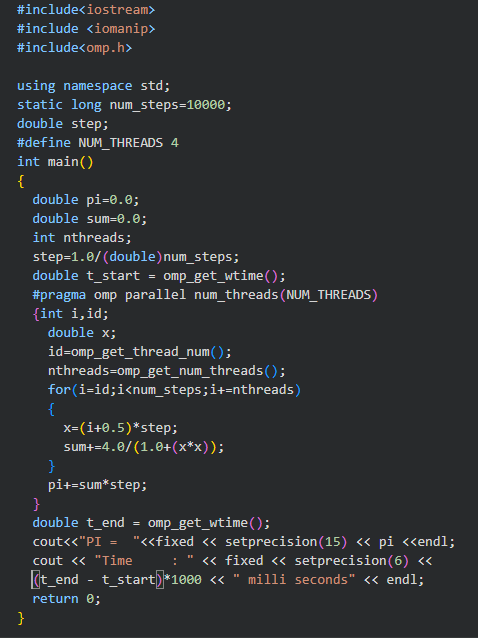 #include<iostream>
#include <iomanip>
#include<omp.h>

using namespace std;
static long num_steps=10000;
double step;
#define NUM_THREADS 4
int main()
{
  double pi=0.0;
  double sum=0.0;
  int nthreads;
  step=1.0/(double)num_steps;
  double t_start = omp_get_wtime();
  #pragma omp parallel num_threads(NUM_THREADS)
  {int i,id;
    double x;
    id=omp_get_thread_num();
    nthreads=omp_get_num_threads();
    for(i=id;i<num_steps;i+=nthreads)
    {
      x=(i+0.5)*step;
      sum+=4.0/(1.0+(x*x));
    }
    pi+=sum*step;
  }
  double t_end = omp_get_wtime();
  cout<<"PI =  "<<fixed << setprecision(15) << pi <<endl;
  cout << "Time     : " << fixed << setprecision(6) <<
  (t_end - t_start)*1000 << " milli seconds" << endl;
  return 0;
}